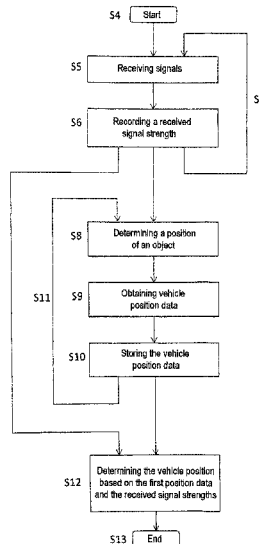 S4 Start
S5 Receiving signals
S
S6 Recording a received
signal strength
S8 Determining a position
of an object
S11
S9 Obtaining vehicle
position data
S10 Storing the vehicle
position data
S12 Determining the vehicle position
based on the first position data
and the received signal strengths
S13 End